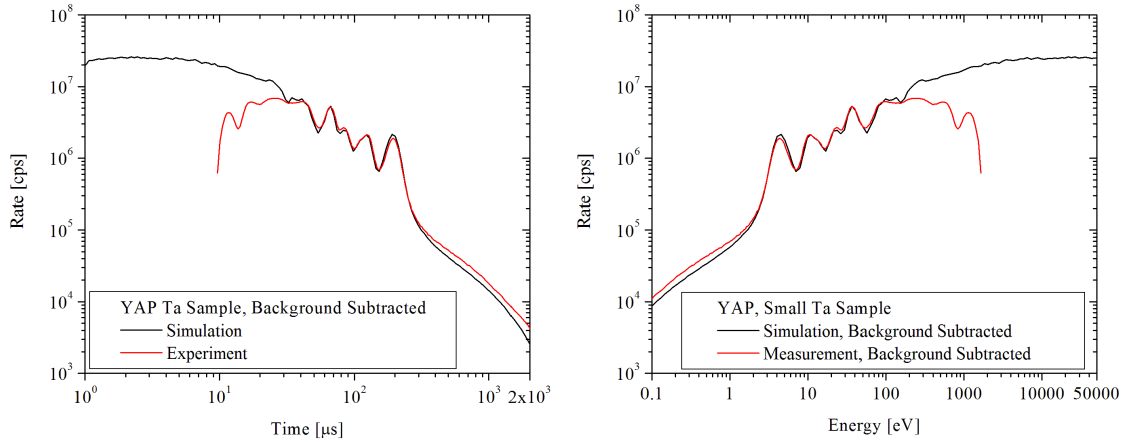 10^8
10^7
10^6
10^5
10^4
10^3
Rate [cps]
YAP Ta Sample, Background Subtracted
Simulation
Experiment
10^0 10^1 10^2 10^3 2x10^3
Time [μs]
10^8
10^7
10^6
10^5
10^4
10^3
Rate [cps]
YAP, Small Ta Sample
Simulation, Background Subtracted
Measurement, Background Subtracted
0.1 1 10 100 1000 10000 50000
Energy [eV]